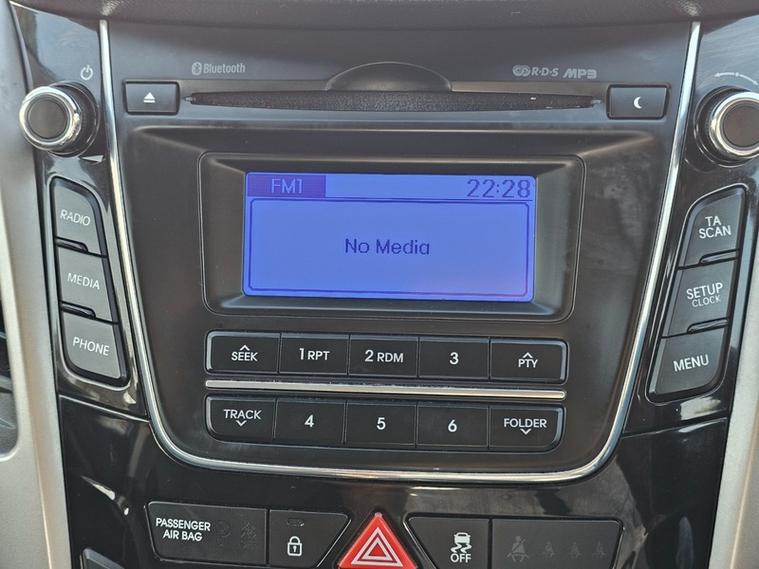 Bluetooth
R·D·S MP3
FM1
22:28
No Media
RADIO
MEDIA
PHONE
TA
SCAN
SETUP
CLOCK
MENU
SEEK
1 RPT
2 RDM
3
PTY
TRACK
4
5
6
FOLDER
PASSENGER
AIR BAG
OFF